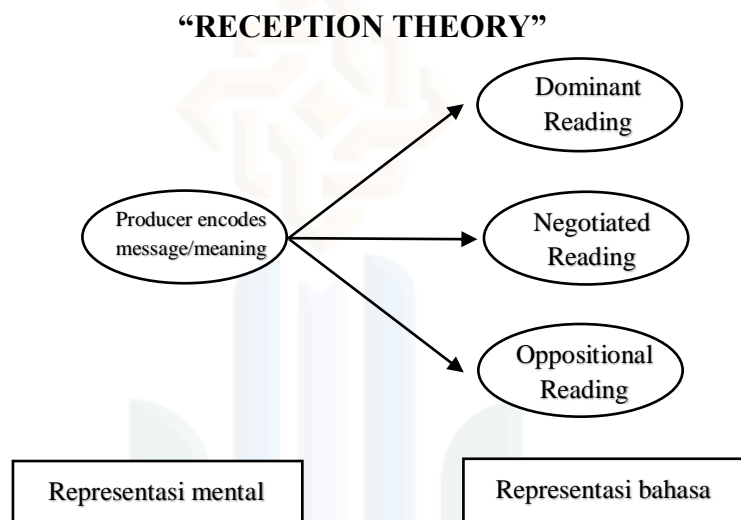 “RECEPTION THEORY”
Dominant
Reading
Producer encodes
message/meaning
Negotiated
Reading
Oppositional
Reading
Representasi mental
Representasi bahasa